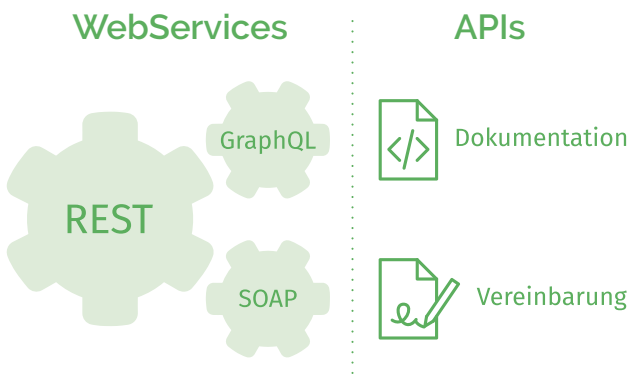 WebServices
APIs
REST
GraphQL
SOAP
</>
Dokumentation
Vereinbarung